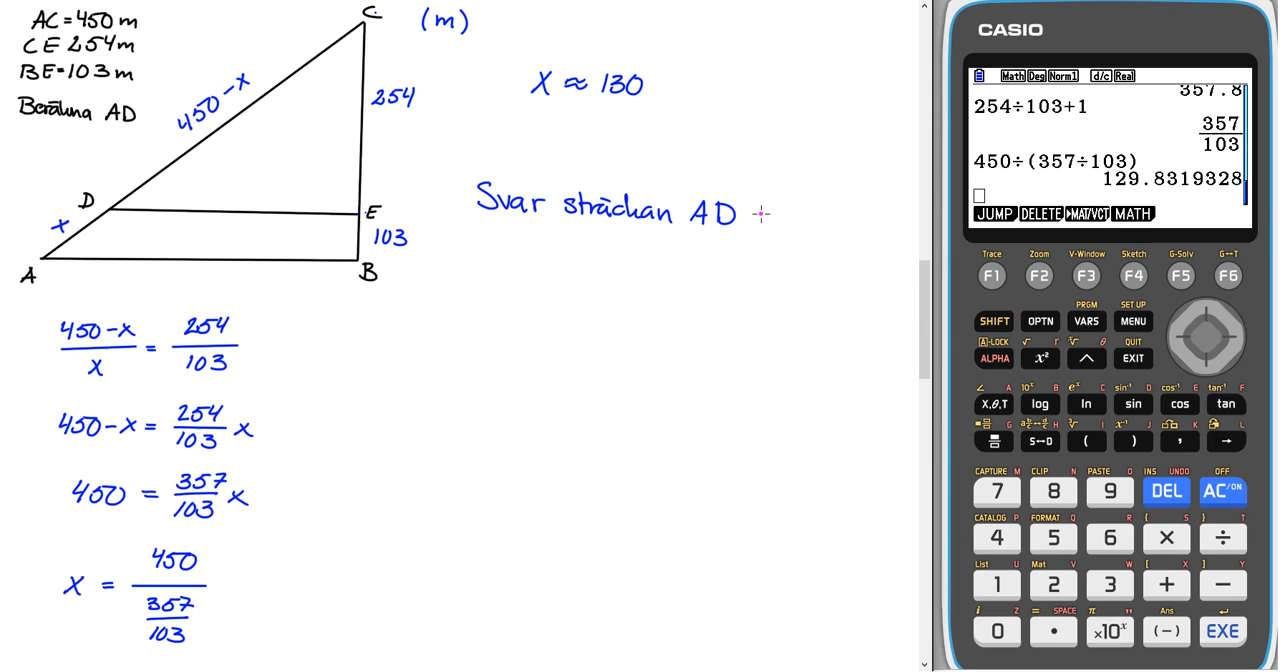 AC = 450 m
CE 254 m
BE = 103 m
Beräkna AD
C
(m)
450 - x
254
x ≈ 130
D
E
x
103
A
B
Svar sträckan AD
450 - x / x = 254 / 103
450 - x = 254 / 103 x
450 = 357 / 103 x
x = 450 / 357 / 103
CASIO
Math Deg Norm1 d/c Real
357.8
254÷103+1
357
103
450÷(357÷103)
129.8319328
JUMP DELETE ▶MAT/VCT MATH
Trace Zoom V-Window Sketch G-Solv G↔T
F1 F2 F3 F4 F5 F6
PRGM SET UP
SHIFT OPTN VARS MENU
A-LOCK √ r ∛ θ QUIT
ALPHA x² ^ EXIT
∠ A 10ˣ B eˣ C sin⁻¹ D cos⁻¹ E tan⁻¹ F
X,θ,T log ln sin cos tan
G H I x⁻¹ J K L
S↔D ( ) , →
CAPTURE M CLIP N PASTE O INS UNDO OFF
7 8 9 DEL AC/ON
CATALOG P FORMAT Q R { S } T
4 5 6 × ÷
List U Mat V W [ X ] Y
1 2 3 + −
i Z = SPACE π " Ans ↵
0 • ×10ˣ (−) EXE